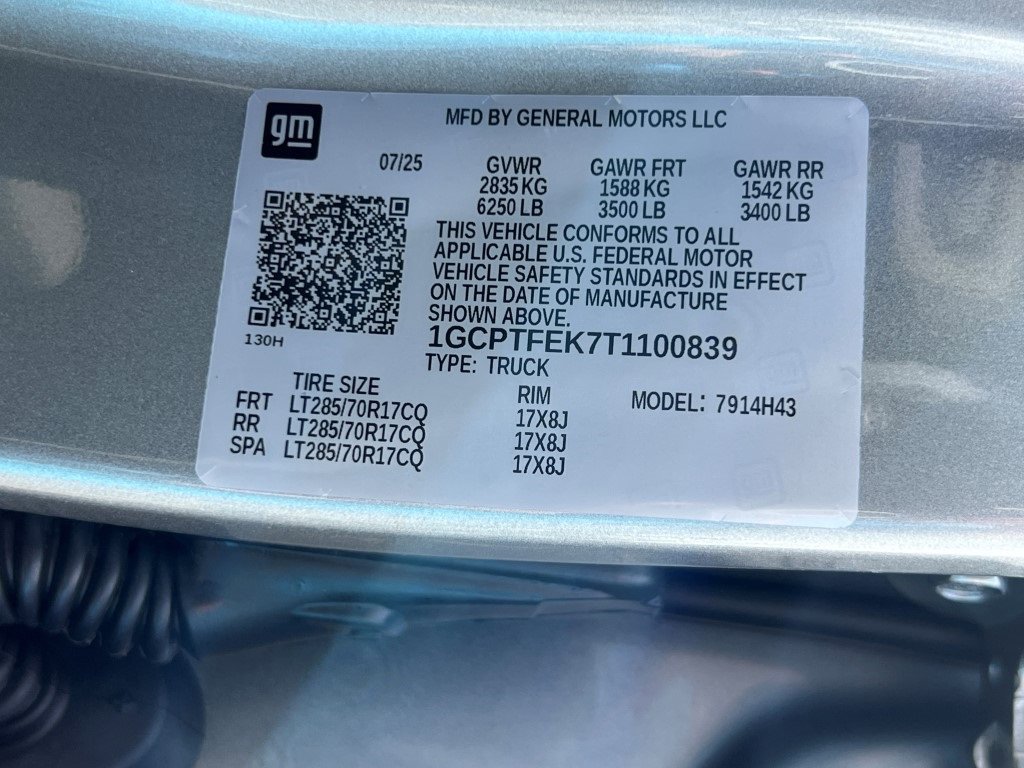 gm
MFD BY GENERAL MOTORS LLC
07/25 GVWR GAWR FRT GAWR RR
2835 KG 1588 KG 1542 KG
6250 LB 3500 LB 3400 LB
THIS VEHICLE CONFORMS TO ALL
APPLICABLE U.S. FEDERAL MOTOR
VEHICLE SAFETY STANDARDS IN EFFECT
ON THE DATE OF MANUFACTURE
SHOWN ABOVE.
130H
1GCPTFEK7T1100839
TYPE: TRUCK
TIRE SIZE RIM MODEL: 7914H43
FRT LT285/70R17CQ 17X8J
RR LT285/70R17CQ 17X8J
SPA LT285/70R17CQ 17X8J